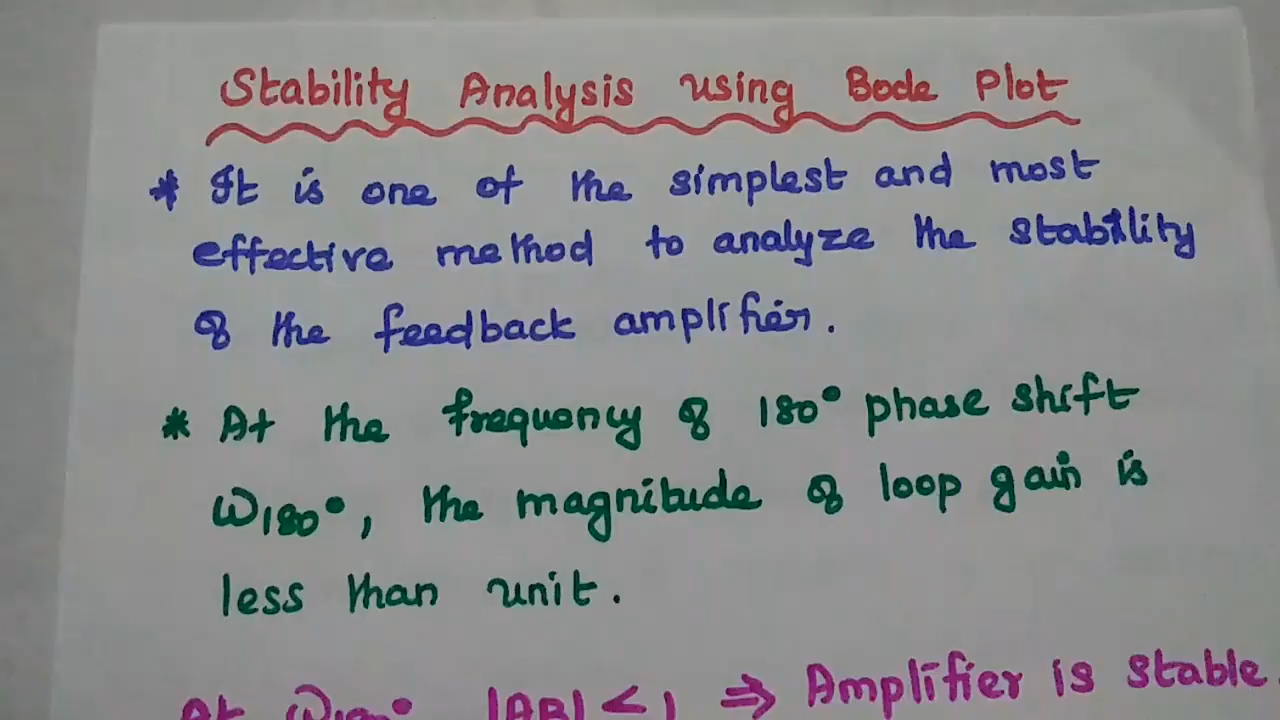 Stability Analysis using Bode Plot
* It is one of the simplest and most
effective method to analyze the stability
of the feedback amplifier.
* At the frequency of 180° phase shift
ω180°, the magnitude of loop gain is
less than unit.
At ω180° |AB| < 1 ⇒ Amplifier is stable.